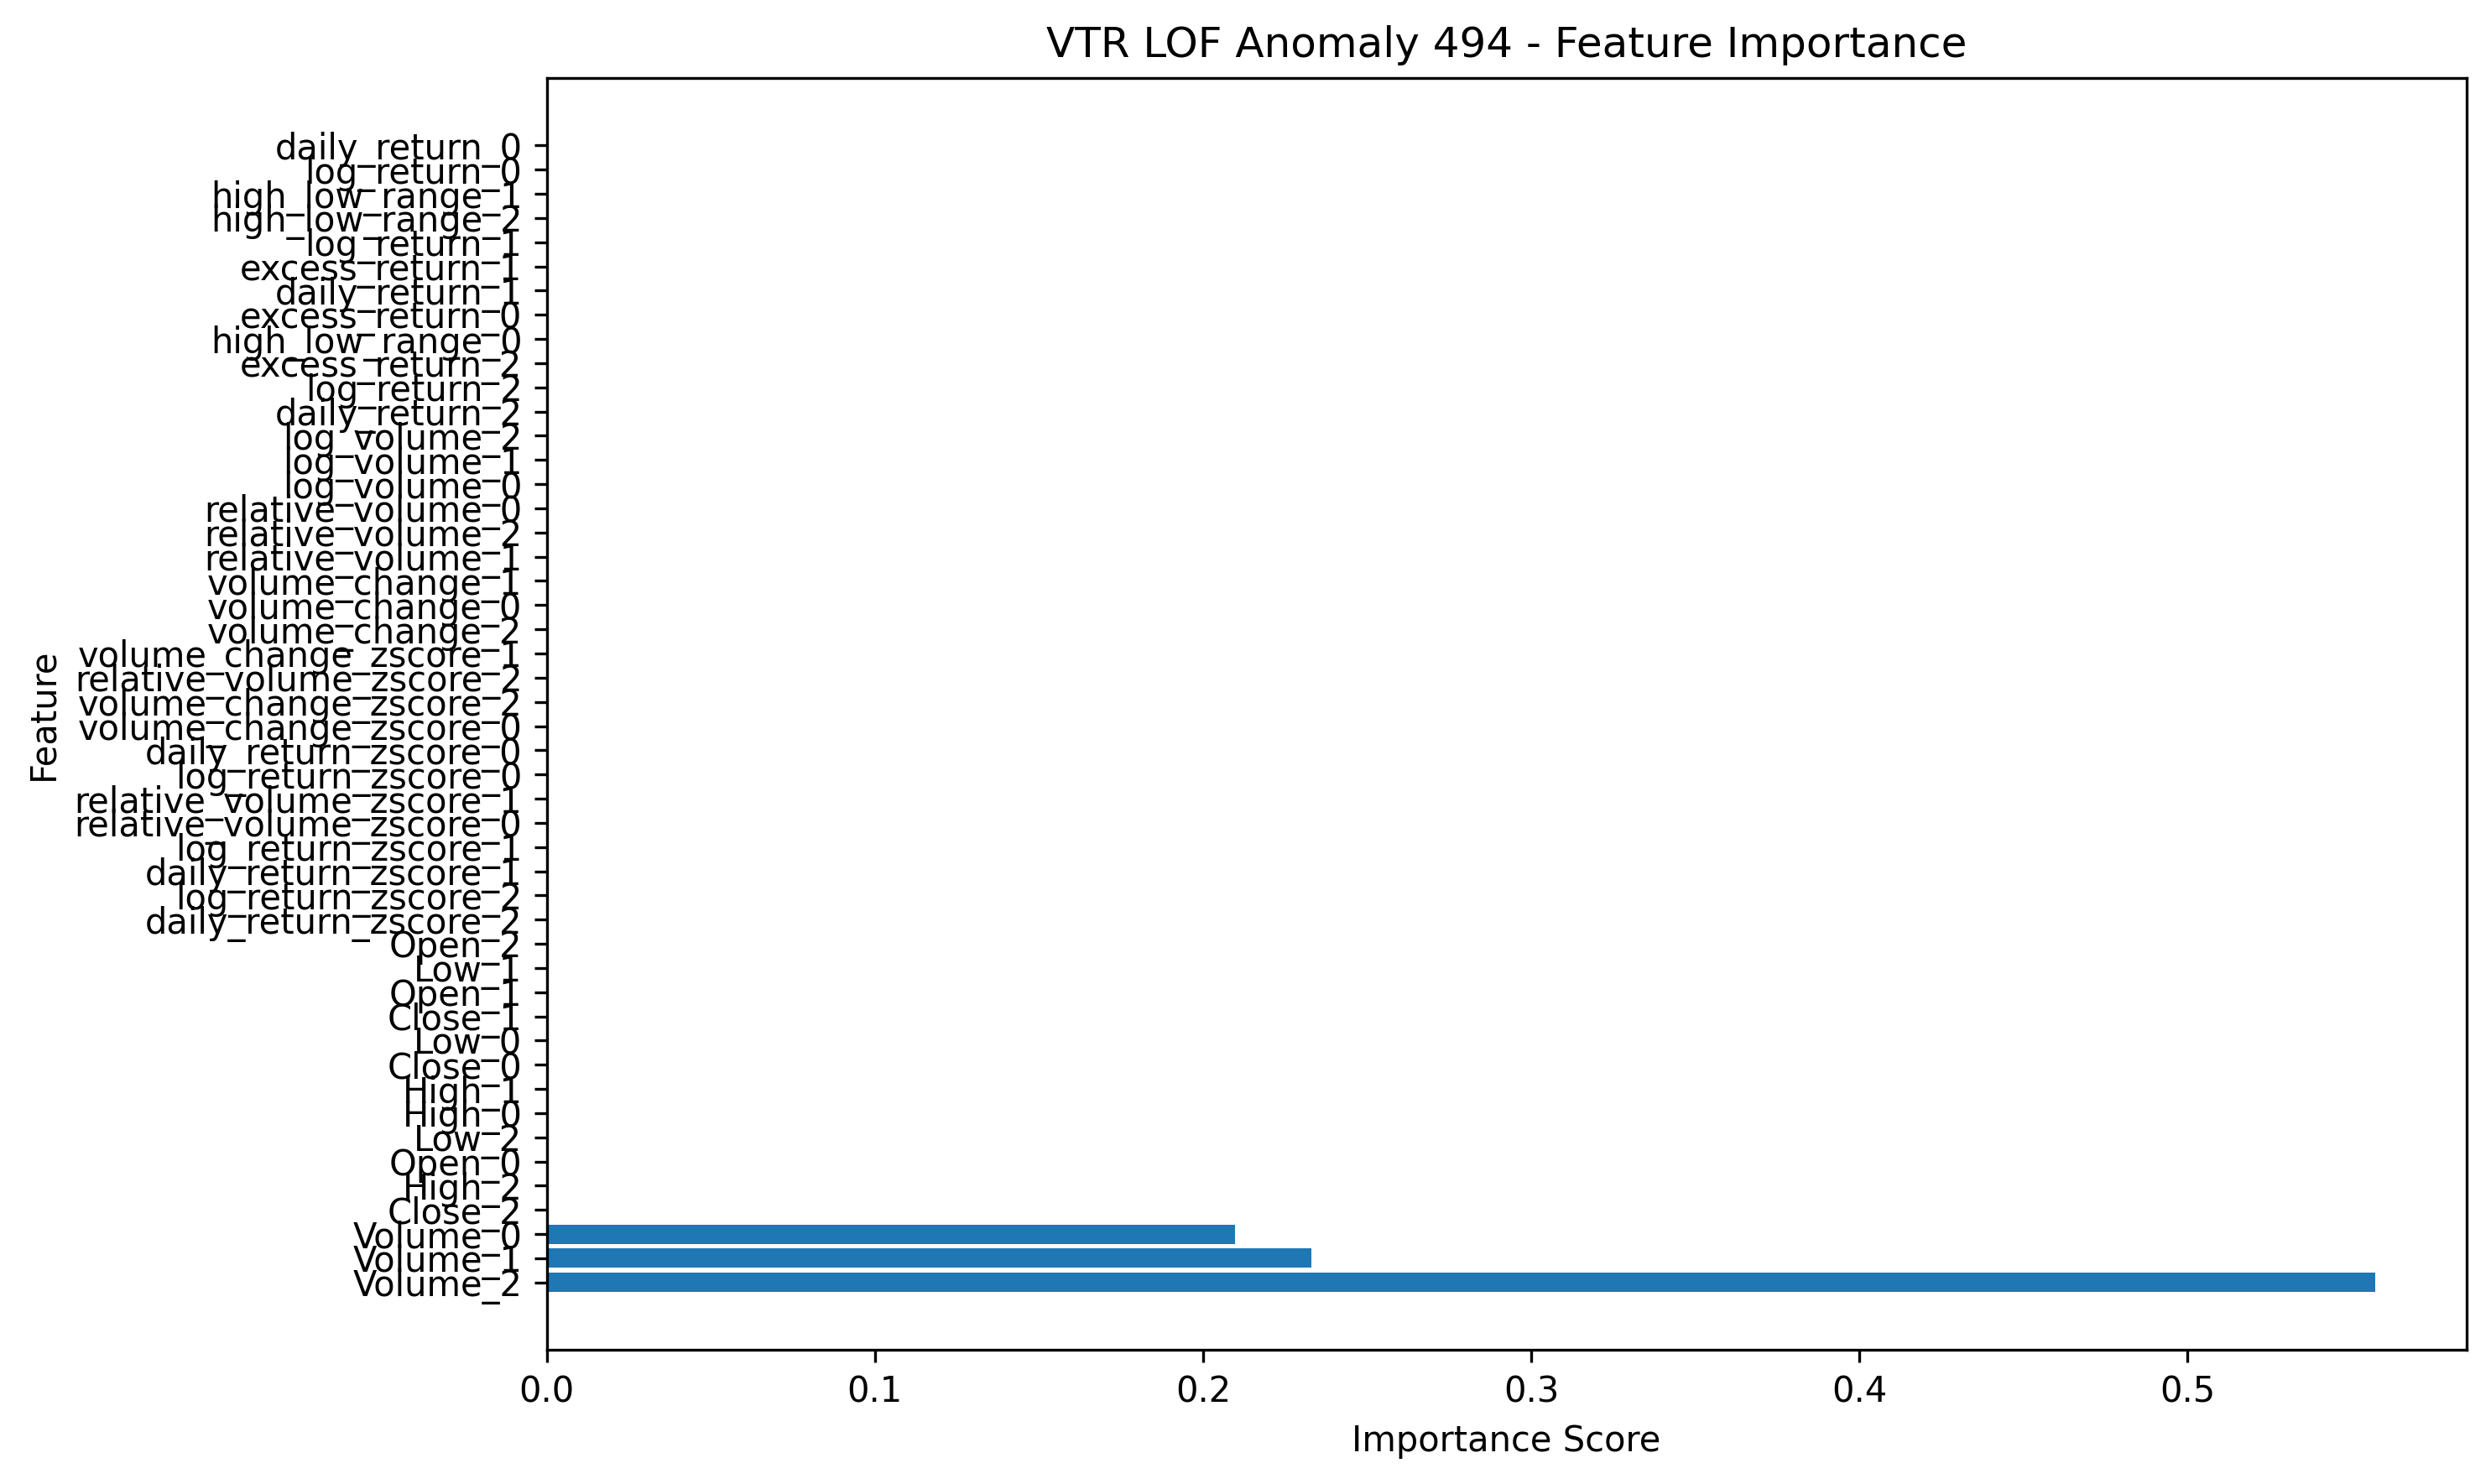 VTR LOF Anomaly 494 - Feature Importance
daily_return_0
log_return_0
high_low_range_1
high_low_range_2
log_return_1
excess_return_1
daily_return_1
excess_return_0
high_low_range_0
excess_return_2
log_return_2
daily_return_2
log_volume_2
log_volume_1
log_volume_0
relative_volume_0
relative_volume_2
relative_volume_1
volume_change_1
volume_change_0
volume_change_2
volume_change_zscore_1
relative_volume_zscore_2
volume_change_zscore_2
volume_change_zscore_0
daily_return_zscore_0
log_return_zscore_0
relative_volume_zscore_1
relative_volume_zscore_0
log_return_zscore_1
daily_return_zscore_1
log_return_zscore_2
daily_return_zscore_2
Open_2
Low_1
Open_1
Close_1
Low_0
Close_0
High_1
High_0
Low_2
Open_0
High_2
Close_2
Volume_0
Volume_1
Volume_2
Feature
0.0 0.1 0.2 0.3 0.4 0.5
Importance Score